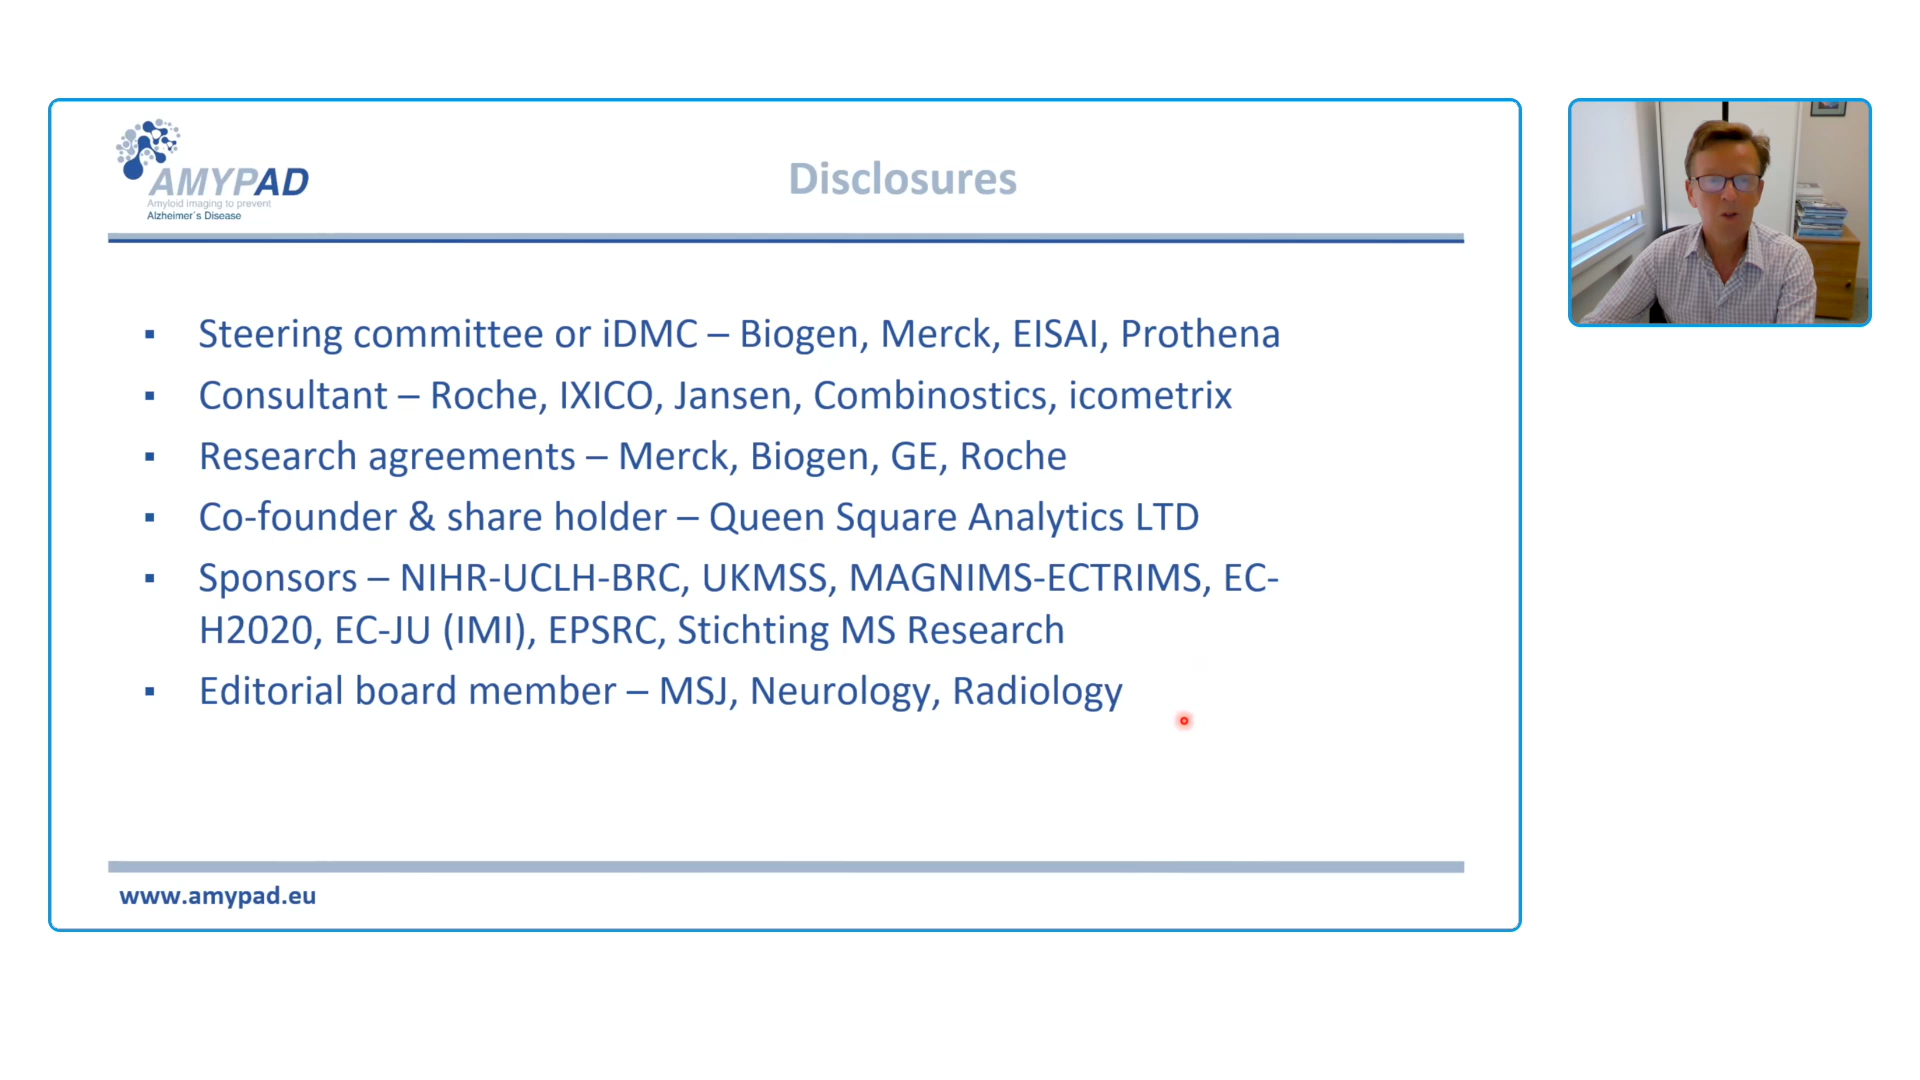 AMYPAD
Amyloid imaging to prevent
Alzheimer´s Disease
Disclosures
▪ Steering committee or iDMC – Biogen, Merck, EISAI, Prothena
▪ Consultant – Roche, IXICO, Jansen, Combinostics, icometrix
▪ Research agreements – Merck, Biogen, GE, Roche
▪ Co-founder & share holder – Queen Square Analytics LTD
▪ Sponsors – NIHR-UCLH-BRC, UKMSS, MAGNIMS-ECTRIMS, EC-
H2020, EC-JU (IMI), EPSRC, Stichting MS Research
▪ Editorial board member – MSJ, Neurology, Radiology
www.amypad.eu